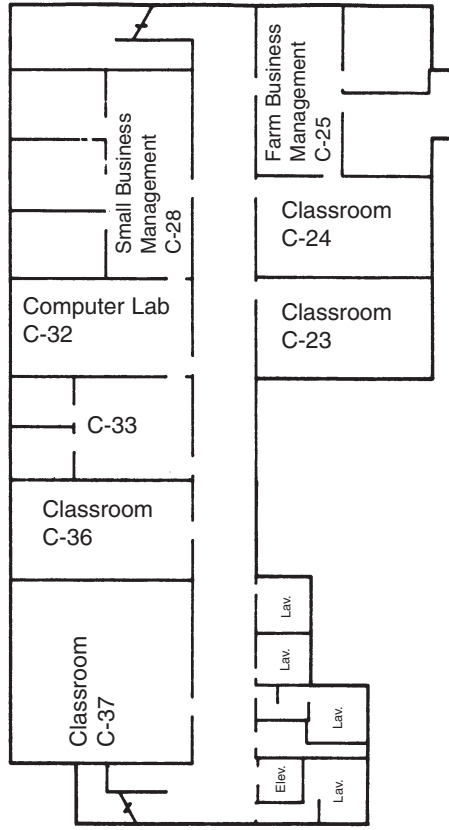 Small Business
Management
C-28
Farm Business
Management
C-25
Classroom
C-24
Computer Lab
C-32
Classroom
C-23
C-33
Classroom
C-36
Classroom
C-37
Lav.
Lav.
Lav.
Elev.
Lav.